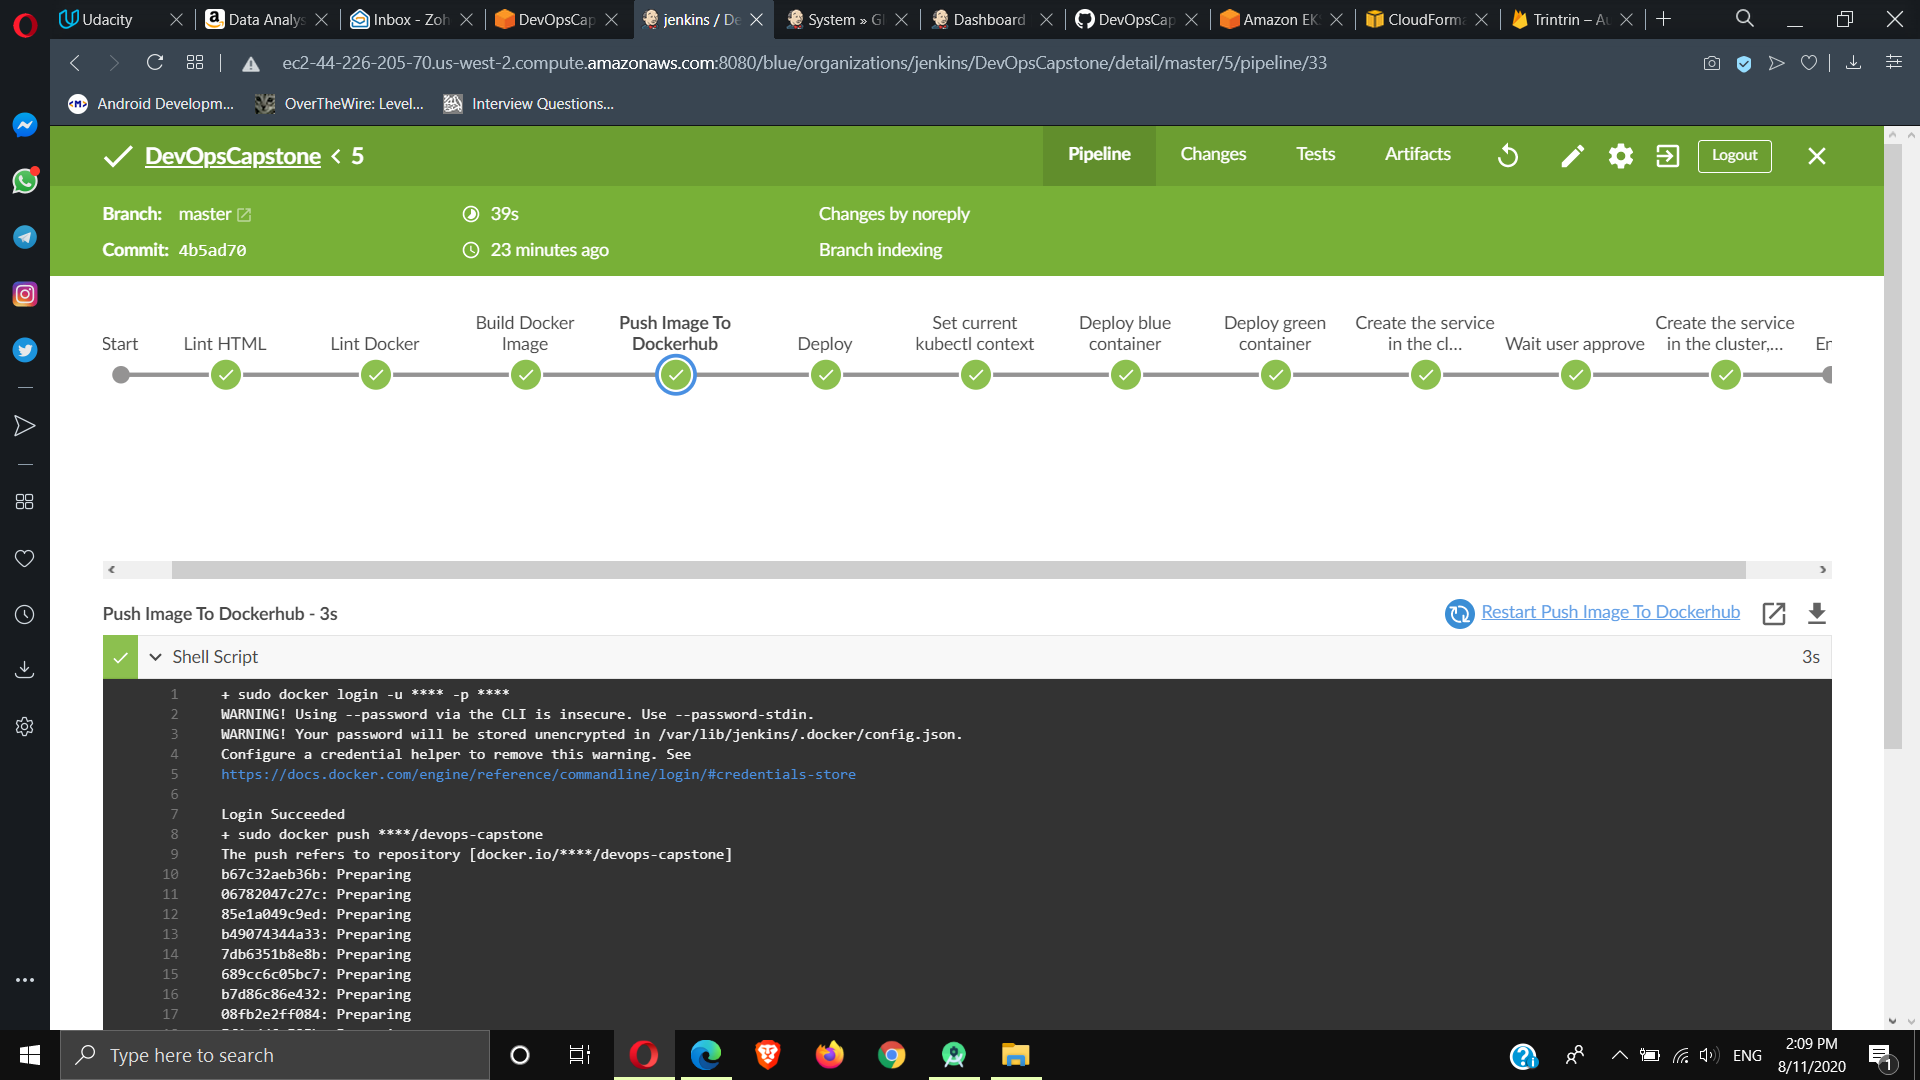 Udacity
Data Analys
Inbox - Zoh
DevOpsCap
jenkins / De
System » Gl
Dashboard
DevOpsCap
Amazon EKS
CloudForma
Trintrin – Au
ec2-44-226-205-70.us-west-2.compute.amazonaws.com:8080/blue/organizations/jenkins/DevOpsCapstone/detail/master/5/pipeline/33
Android Developm...
OverTheWire: Level...
Interview Questions...
DevOpsCapstone < 5
Pipeline
Changes
Tests
Artifacts
Logout
Branch: master
39s
Changes by noreply
Commit: 4b5ad70
23 minutes ago
Branch indexing
Start
Lint HTML
Lint Docker
Build Docker
Image
Push Image To
Dockerhub
Deploy
Set current
kubectl context
Deploy blue
container
Deploy green
container
Create the service
in the cl...
Wait user approve
Create the service
in the cluster,...
En
Push Image To Dockerhub - 3s
Restart Push Image To Dockerhub
Shell Script
3s
1 + sudo docker login -u **** -p ****
2 WARNING! Using --password via the CLI is insecure. Use --password-stdin.
3 WARNING! Your password will be stored unencrypted in /var/lib/jenkins/.docker/config.json.
4 Configure a credential helper to remove this warning. See
5 https://docs.docker.com/engine/reference/commandline/login/#credentials-store
6
7 Login Succeeded
8 + sudo docker push ****/devops-capstone
9 The push refers to repository [docker.io/****/devops-capstone]
10 b67c32aeb36b: Preparing
11 06782047c27c: Preparing
12 85e1a049c9ed: Preparing
13 b49074344a33: Preparing
14 7db6351b8e8b: Preparing
15 689cc6c05bc7: Preparing
16 b7d86c86e432: Preparing
17 08fb2e2ff084: Preparing
Type here to search
ENG
2:09 PM
8/11/2020
1